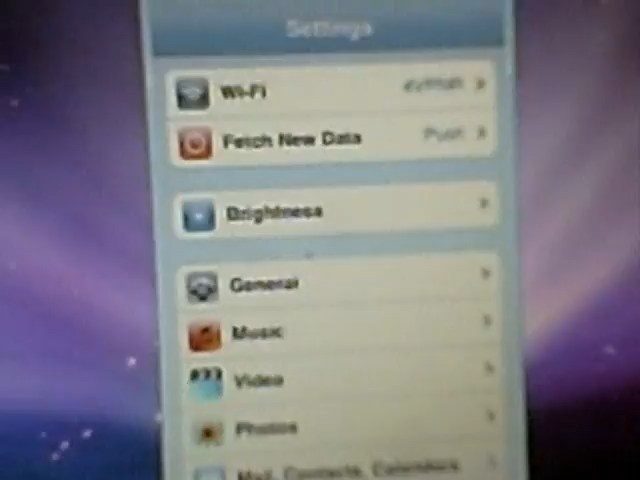 Settings
Wi-Fi
Fetch New Data Push
Brightness
General
Music
Video
Photos
Mail, Contacts, Calendars